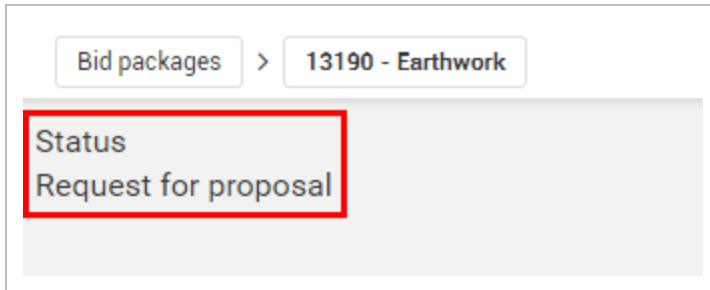 Bid packages > 13190 - Earthwork
Status
Request for proposal